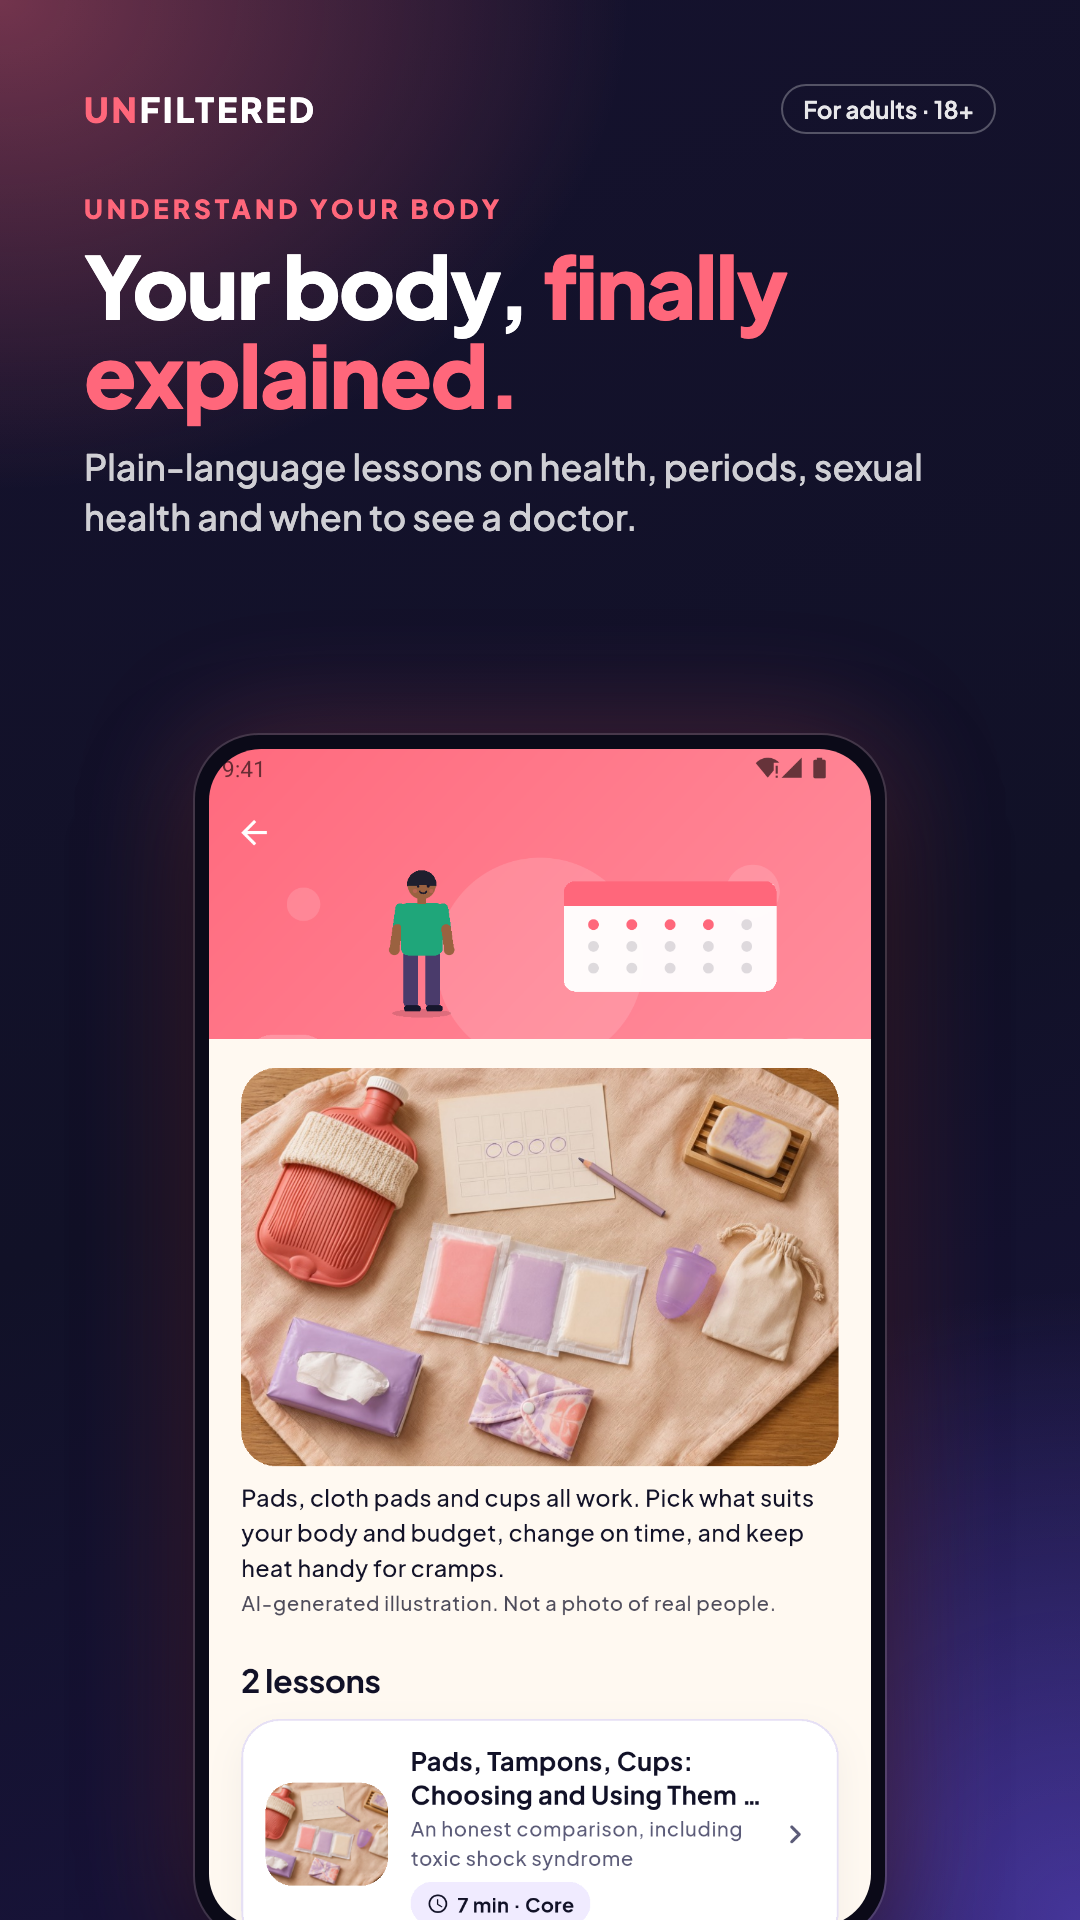 UNFILTERED
For adults · 18+
UNDERSTAND YOUR BODY
Your body, finally
explained.
Plain-language lessons on health, periods, sexual
health and when to see a doctor.
9:41
Pads, cloth pads and cups all work. Pick what suits
your body and budget, change on time, and keep
heat handy for cramps.
AI-generated illustration. Not a photo of real people.
2 lessons
Pads, Tampons, Cups:
Choosing and Using Them ...
An honest comparison, including
toxic shock syndrome
7 min · Core